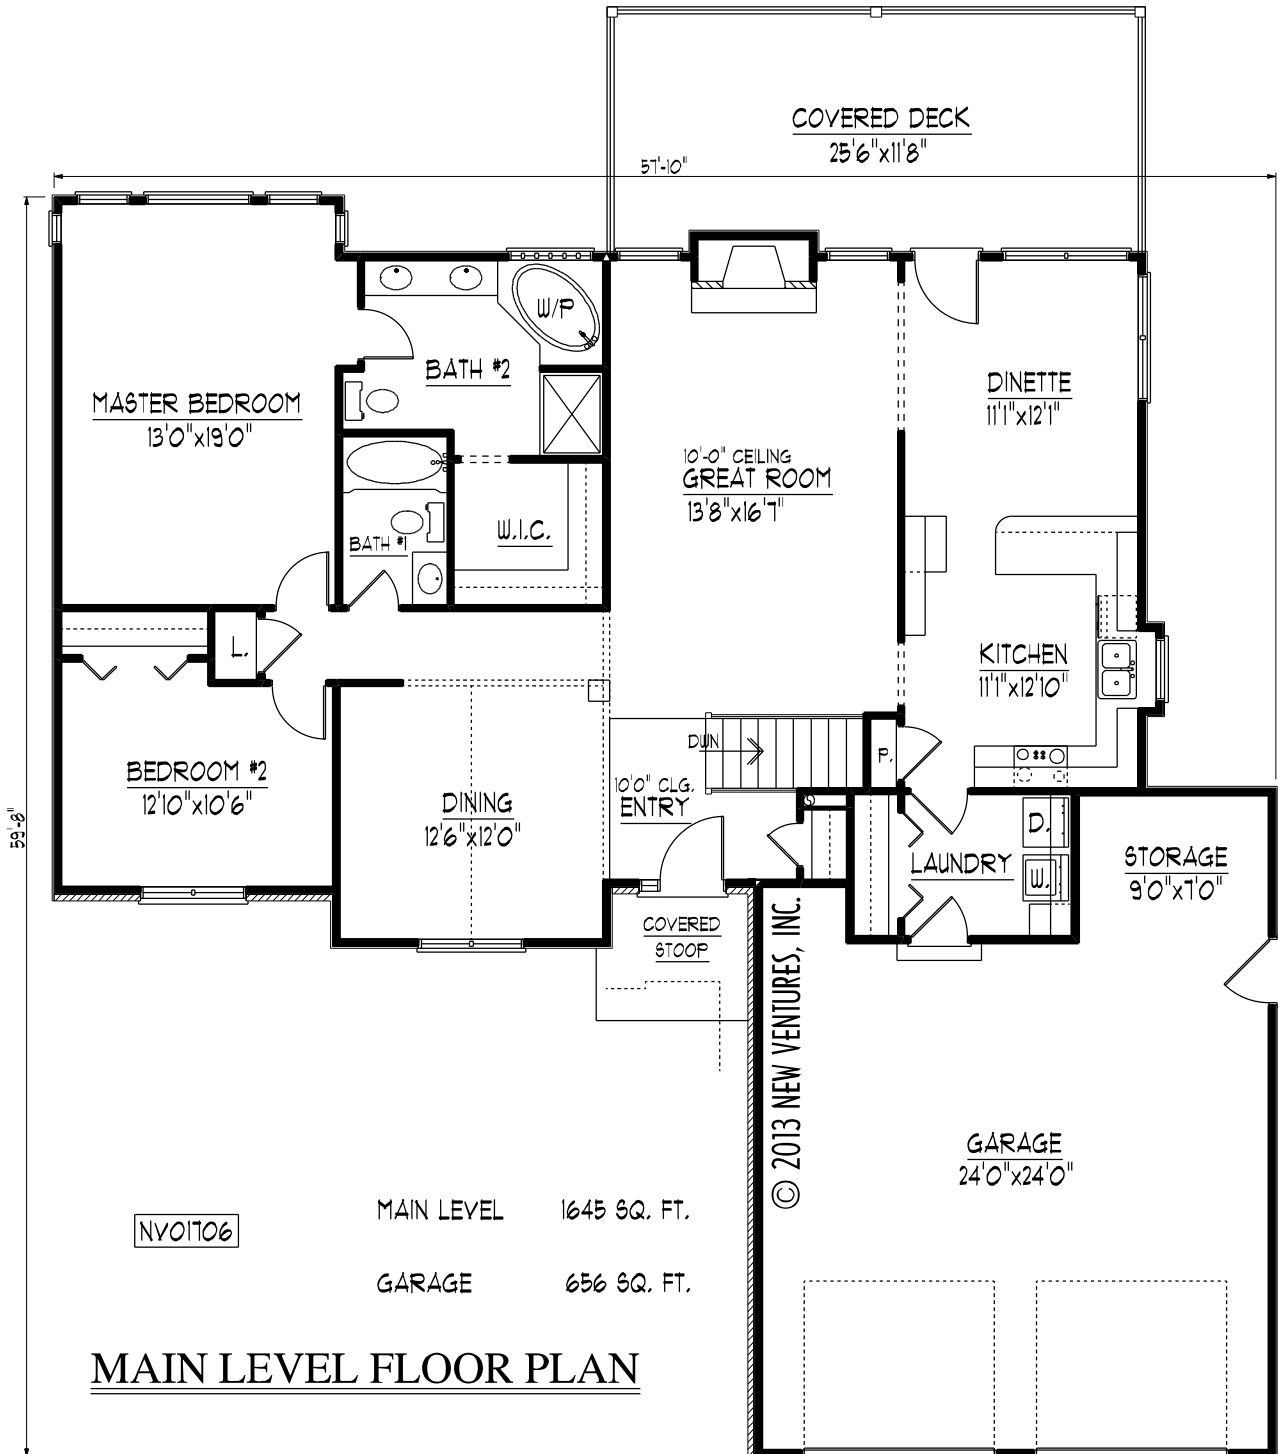 COVERED DECK
25'6"x11'8"
57'-10"
W/P
BATH #2
MASTER BEDROOM
13'0"x19'0"
DINETTE
11'1"x12'1"
10'-0" CEILING
GREAT ROOM
13'8"x16'7"
W.I.C.
BATH #1
L.
KITCHEN
11'1"x12'10"
DWN
P.
BEDROOM #2
12'10"x10'6"
10'0" CLG.
ENTRY
DINING
12'6"x12'0"
D.
LAUNDRY
W.
STORAGE
9'0"x7'0"
59'-8"
COVERED
STOOP
© 2013 NEW VENTURES, INC.
GARAGE
24'0"x24'0"
NV01706
MAIN LEVEL 1645 SQ. FT.
GARAGE 656 SQ. FT.
MAIN LEVEL FLOOR PLAN